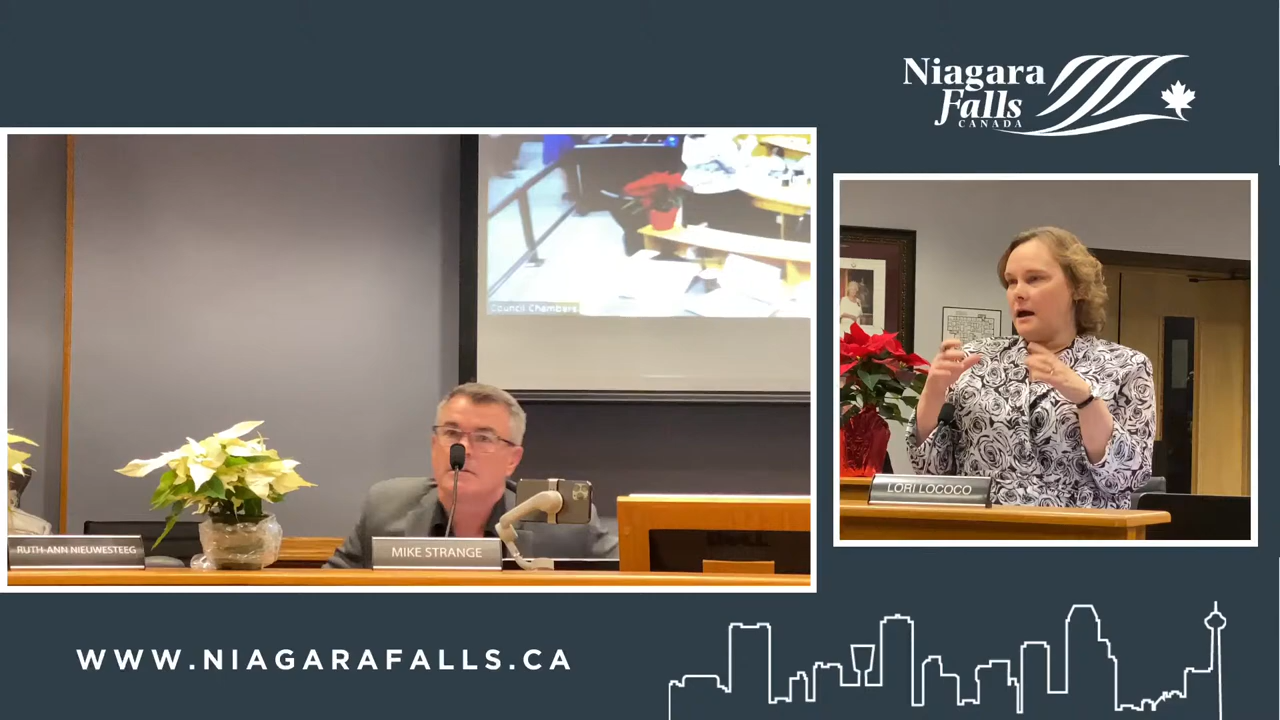 Niagara
Falls
CANADA
Council Chambers
RUTH-ANN NIEUWESTEEG
MIKE STRANGE
LORI LOCOCO
WWW.NIAGARAFALLS.CA